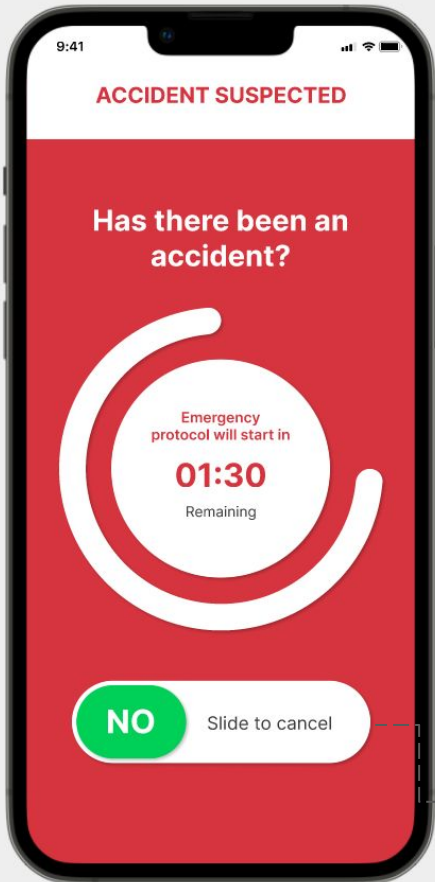 9:41
ACCIDENT SUSPECTED
Has there been an
accident?
Emergency
protocol will start in
01:30
Remaining
NO
Slide to cancel